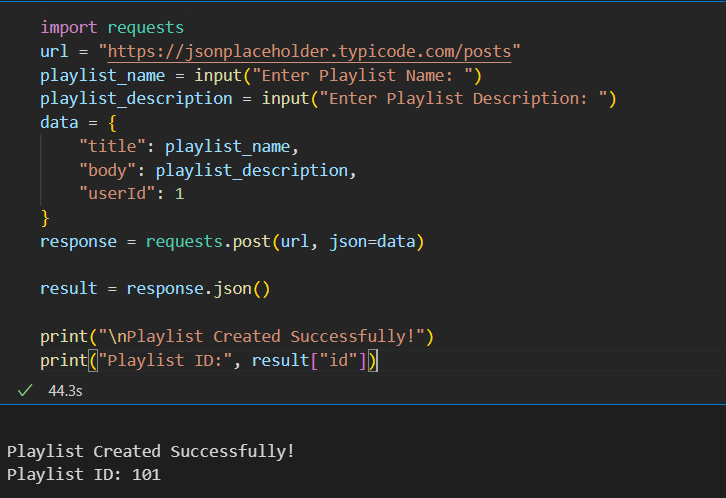 import requests
url = "https://jsonplaceholder.typicode.com/posts"
playlist_name = input("Enter Playlist Name: ")
playlist_description = input("Enter Playlist Description: ")
data = {
    "title": playlist_name,
    "body": playlist_description,
    "userId": 1
}
response = requests.post(url, json=data)

result = response.json()

print("\nPlaylist Created Successfully!")
print("Playlist ID:", result["id"])
✓ 44.3s

Playlist Created Successfully!
Playlist ID: 101